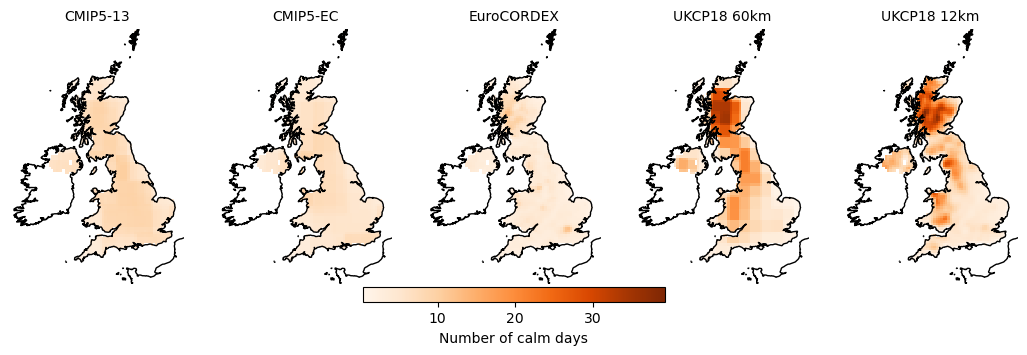 CMIP5-13 CMIP5-EC EuroCORDEX UKCP18 60km UKCP18 12km
10 20 30
Number of calm days